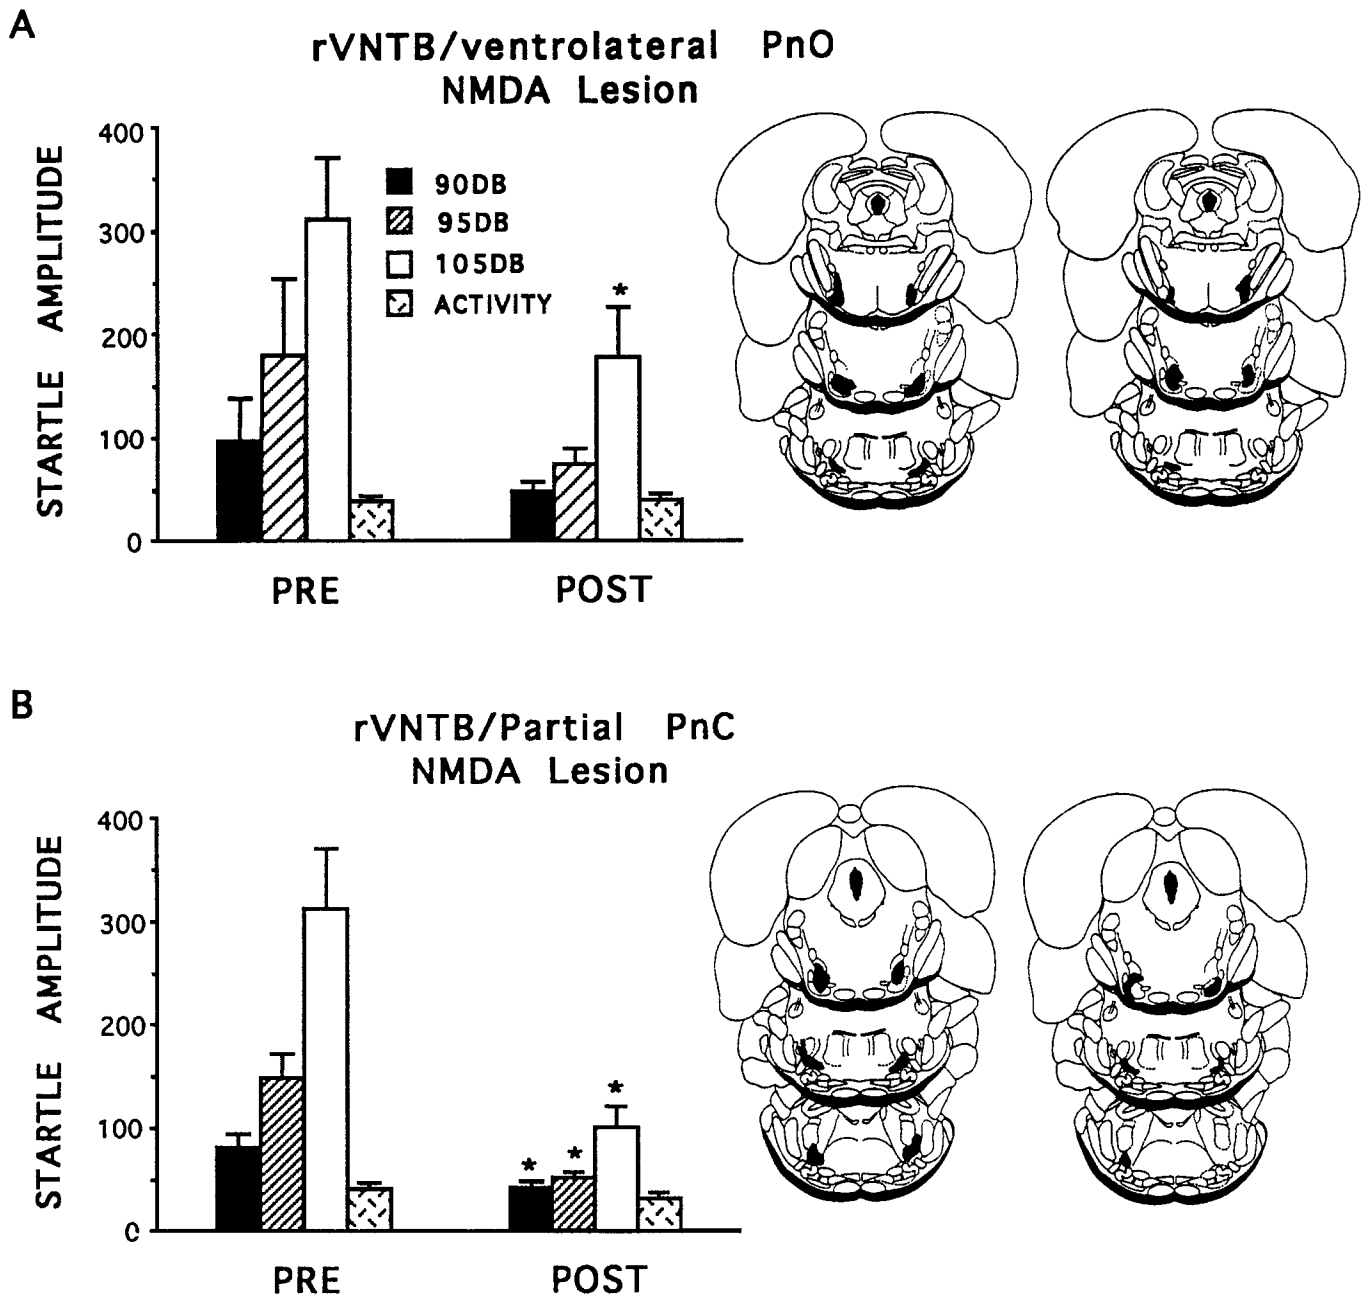 A
rVNTB/ventrolateral PnO
NMDA Lesion
STARTLE AMPLITUDE
400
300
200
100
0
90DB
95DB
105DB
ACTIVITY
*
PRE
POST
B
rVNTB/Partial PnC
NMDA Lesion
STARTLE AMPLITUDE
400
300
200
100
0
* * *
PRE
POST